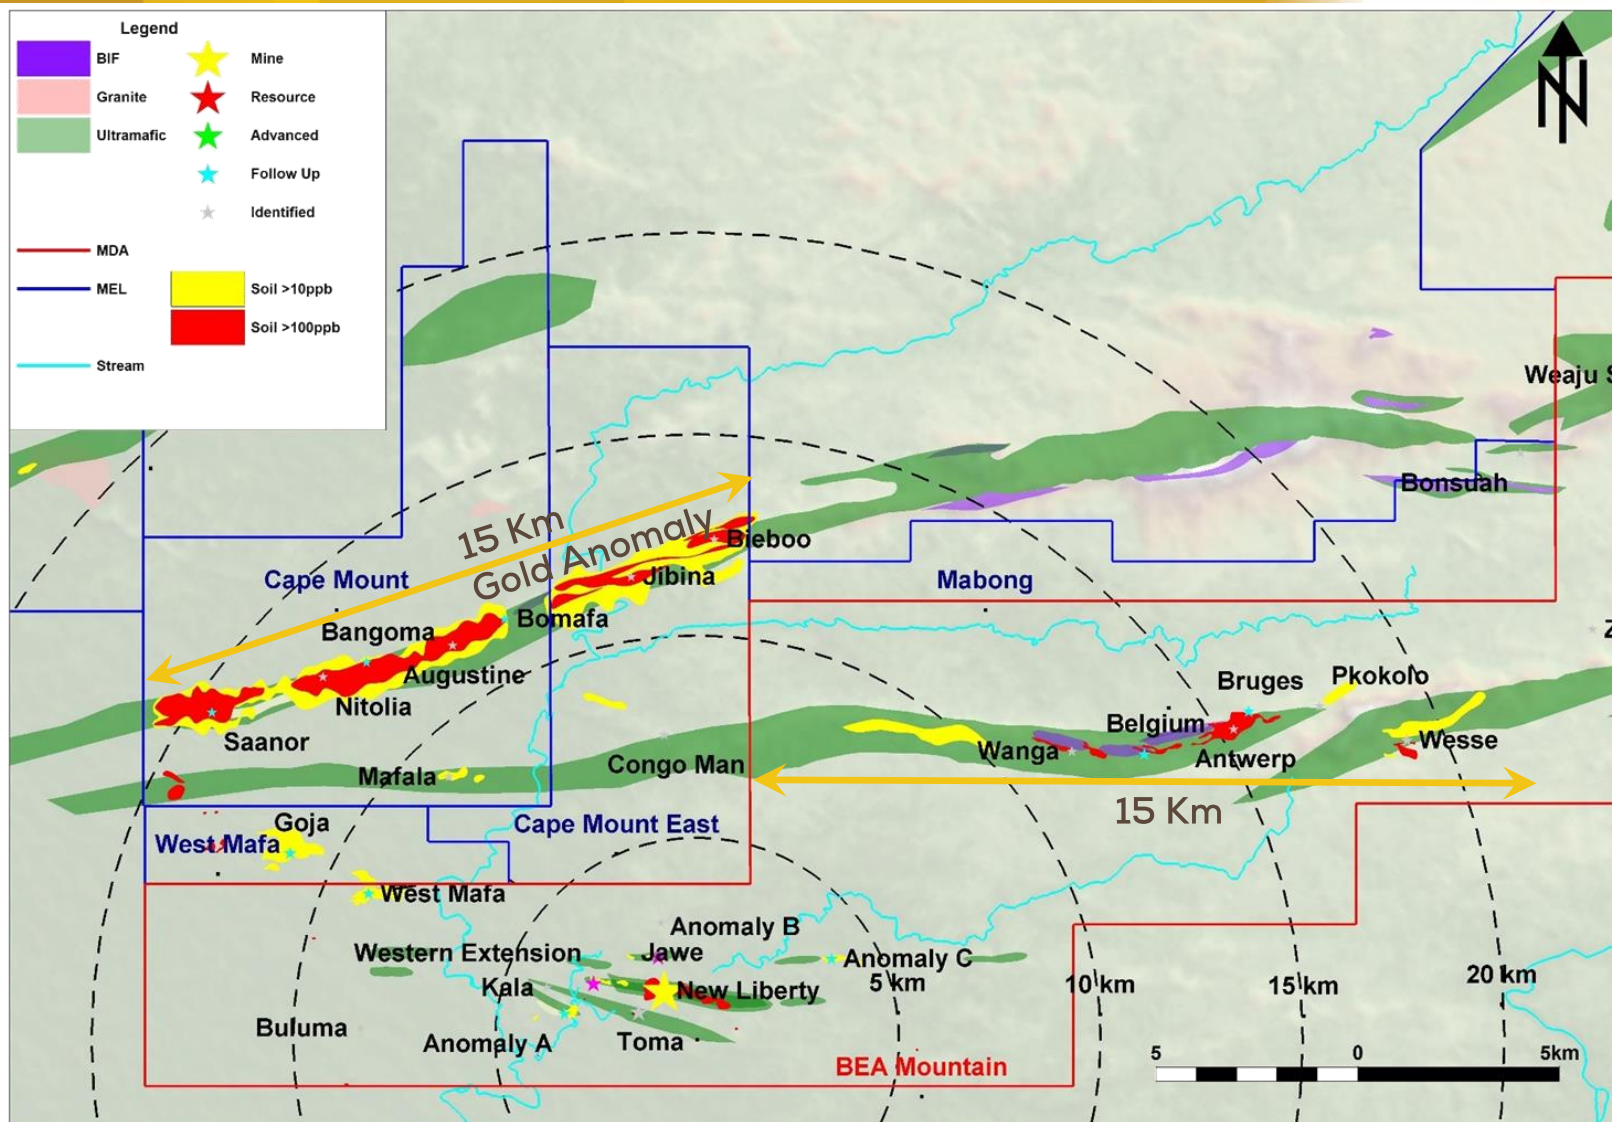 Legend
BIF
Mine
Granite
Resource
Ultramafic
Advanced
Follow Up
Identified
MDA
MEL
Soil >10ppb
Soil >100ppb
Stream
N
Weaju
Bonsuah
15 Km
Gold Anomaly
Bieboo
Jibina
Cape Mount
Mabong
Bomafa
Bangoma
Augustine
Nitolia
Saanor
Bruges
Pkokolo
Belgium
Wesse
Wanga
Antwerp
Mafala
Congo Man
15 Km
Goja
Cape Mount East
West Mafa
West Mafa
Anomaly B
Western Extension
Jawe
Anomaly C
5 km
10 km
15 km
20 km
Kala
New Liberty
Buluma
Anomaly A
Toma
BEA Mountain
5
0
5km